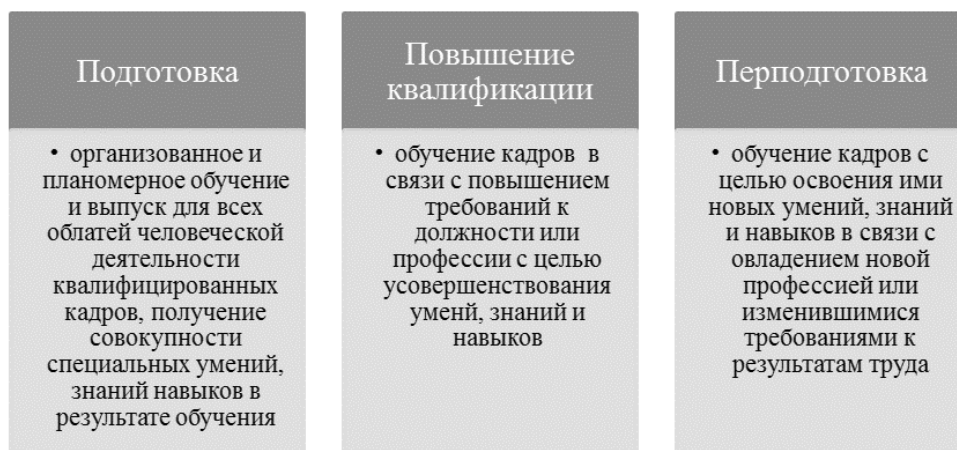 Подготовка
• организованное и
планомерное обучение
и выпуск для всех
облатей человеческой
деятельности
квалифицированных
кадров, получение
совокупности
специальных умений,
знаний навыков в
результате обучения
Повышение
квалификации
• обучение кадров в
связи с повышением
требований к
должности или
профессии с целью
усовершенствования
уменй, знаний и
навыков
Перподготовка
• обучение кадров с
целью освоения ими
новых умений, знаний
и навыков в связи с
овладением новой
профессией или
изменившимися
требованиями к
результатам труда